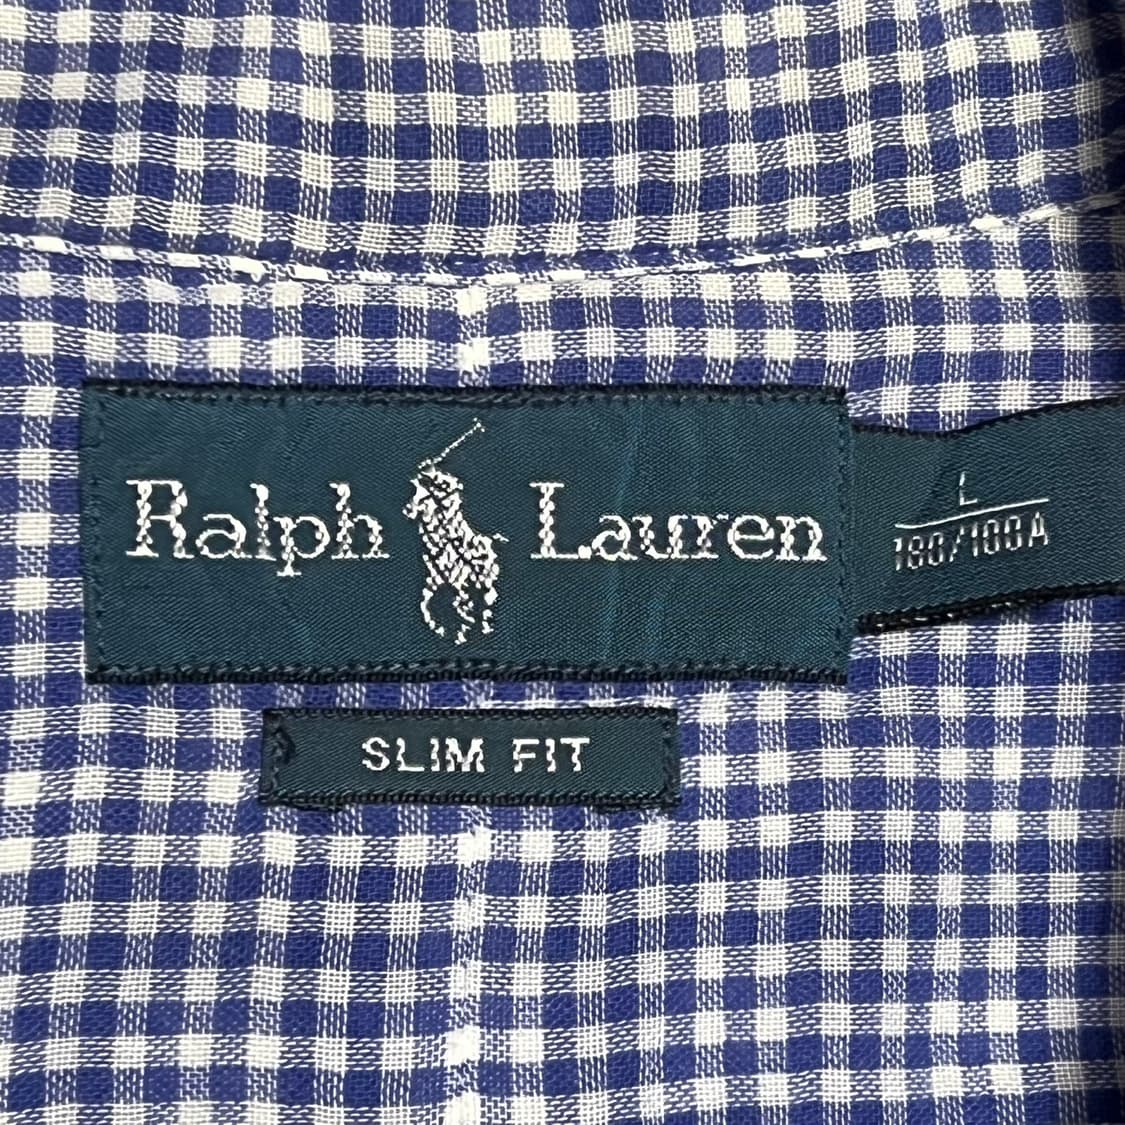 Ralph Lauren
L
180/100A
SLIM FIT